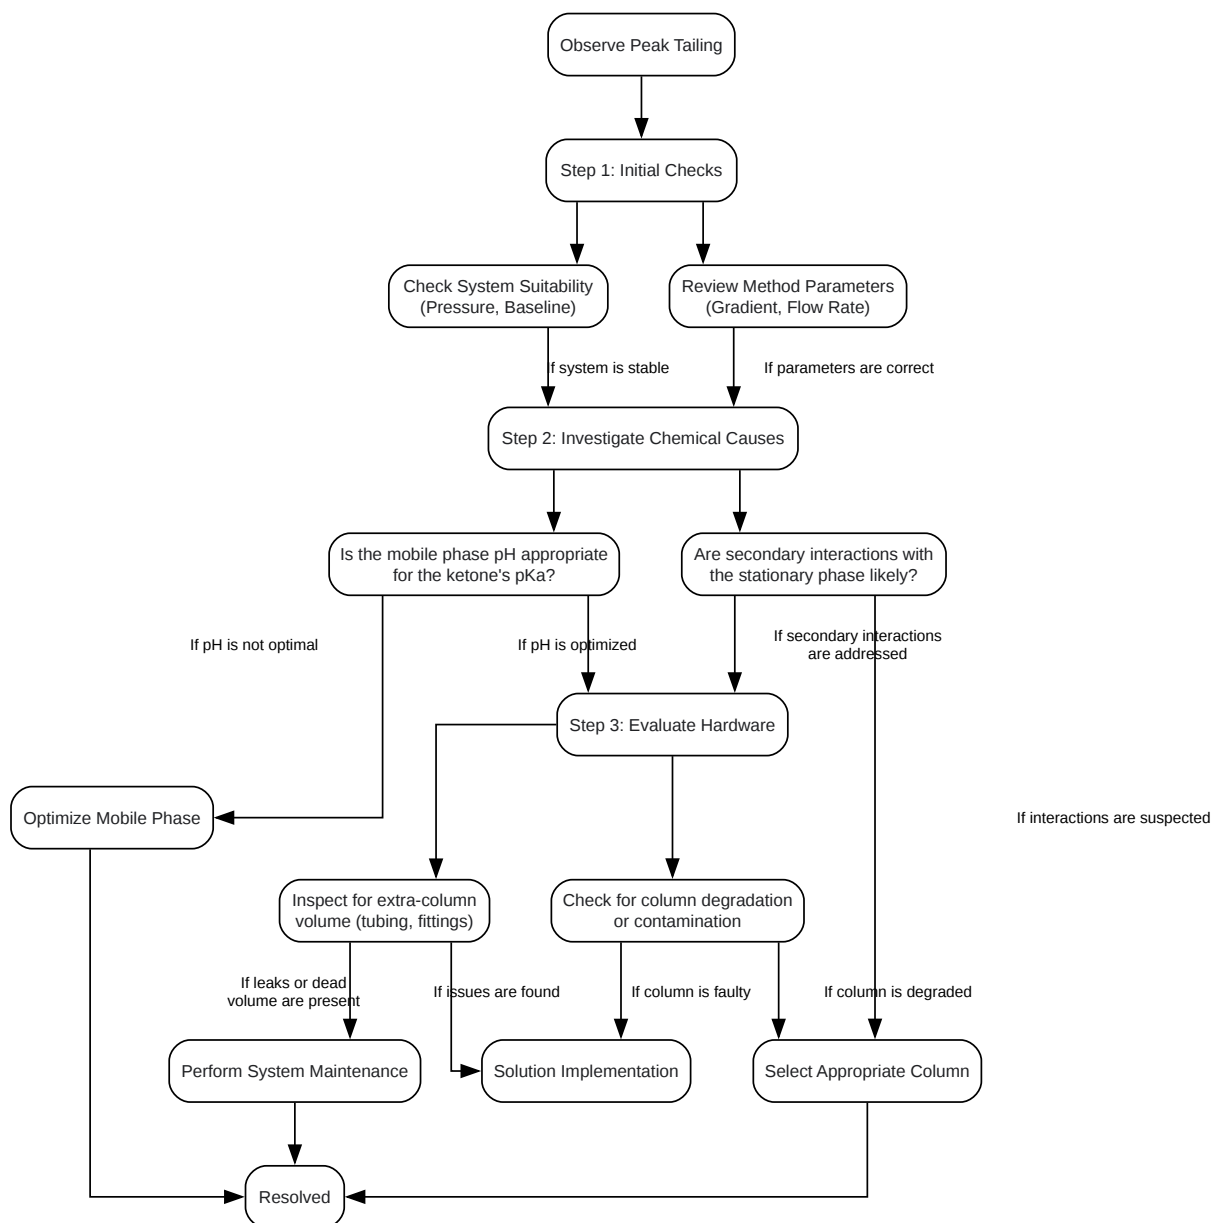 Observe Peak Tailing
Step 1: Initial Checks
Check System Suitability
(Pressure, Baseline)
Review Method Parameters
(Gradient, Flow Rate)
If system is stable
If parameters are correct
Step 2: Investigate Chemical Causes
Is the mobile phase pH appropriate
for the ketone's pKa?
Are secondary interactions with
the stationary phase likely?
If pH is not optimal
If pH is optimized
If secondary interactions
are addressed
Step 3: Evaluate Hardware
Optimize Mobile Phase
If interactions are suspected
Inspect for extra-column
volume (tubing, fittings)
Check for column degradation
or contamination
If leaks or dead
volume are present
If issues are found
If column is faulty
If column is degraded
Perform System Maintenance
Solution Implementation
Select Appropriate Column
Resolved